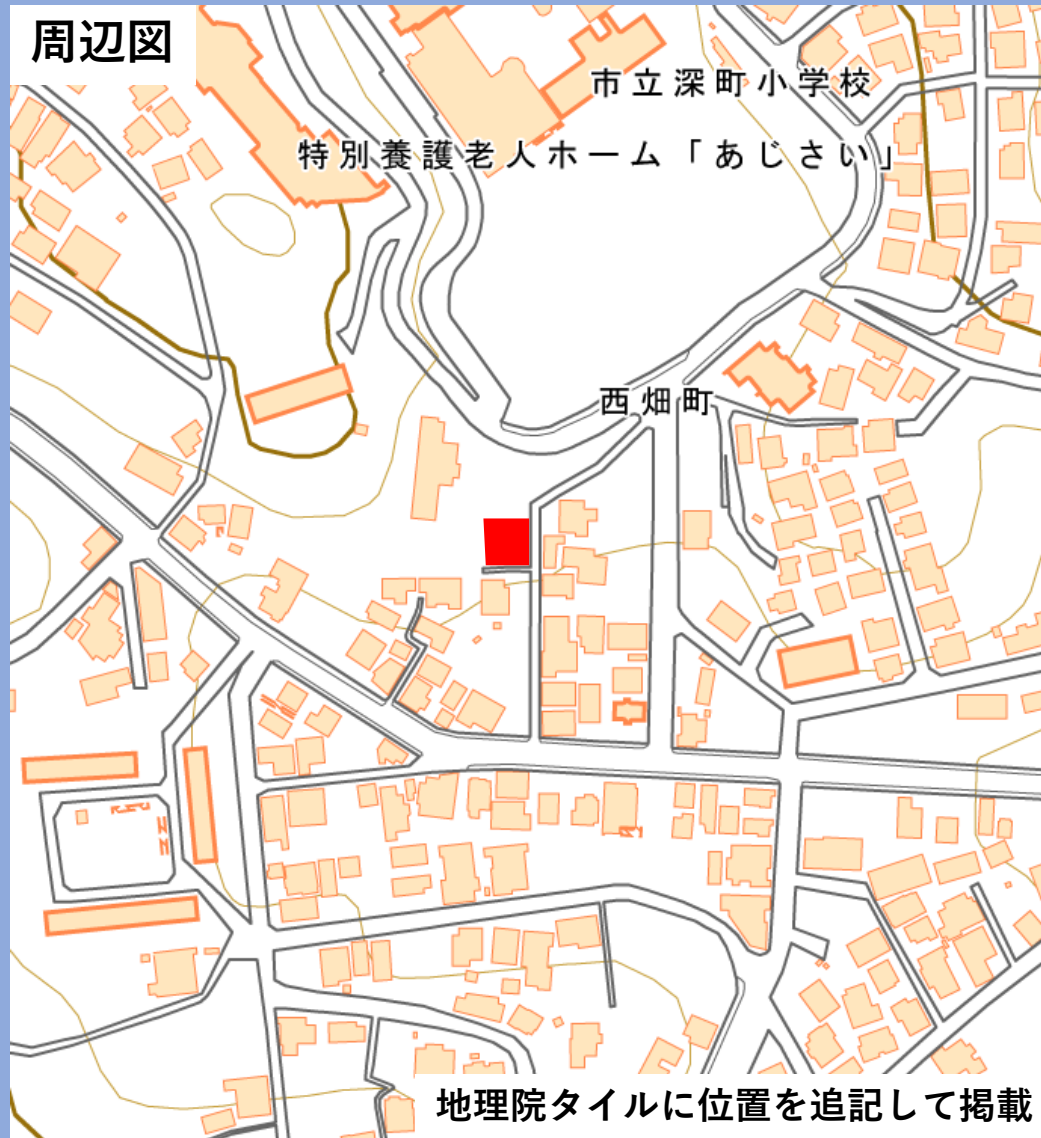 周辺図
市立深町小学校
特別養護老人ホーム「あじさい」
西畑町
地理院タイルに位置を追記して掲載